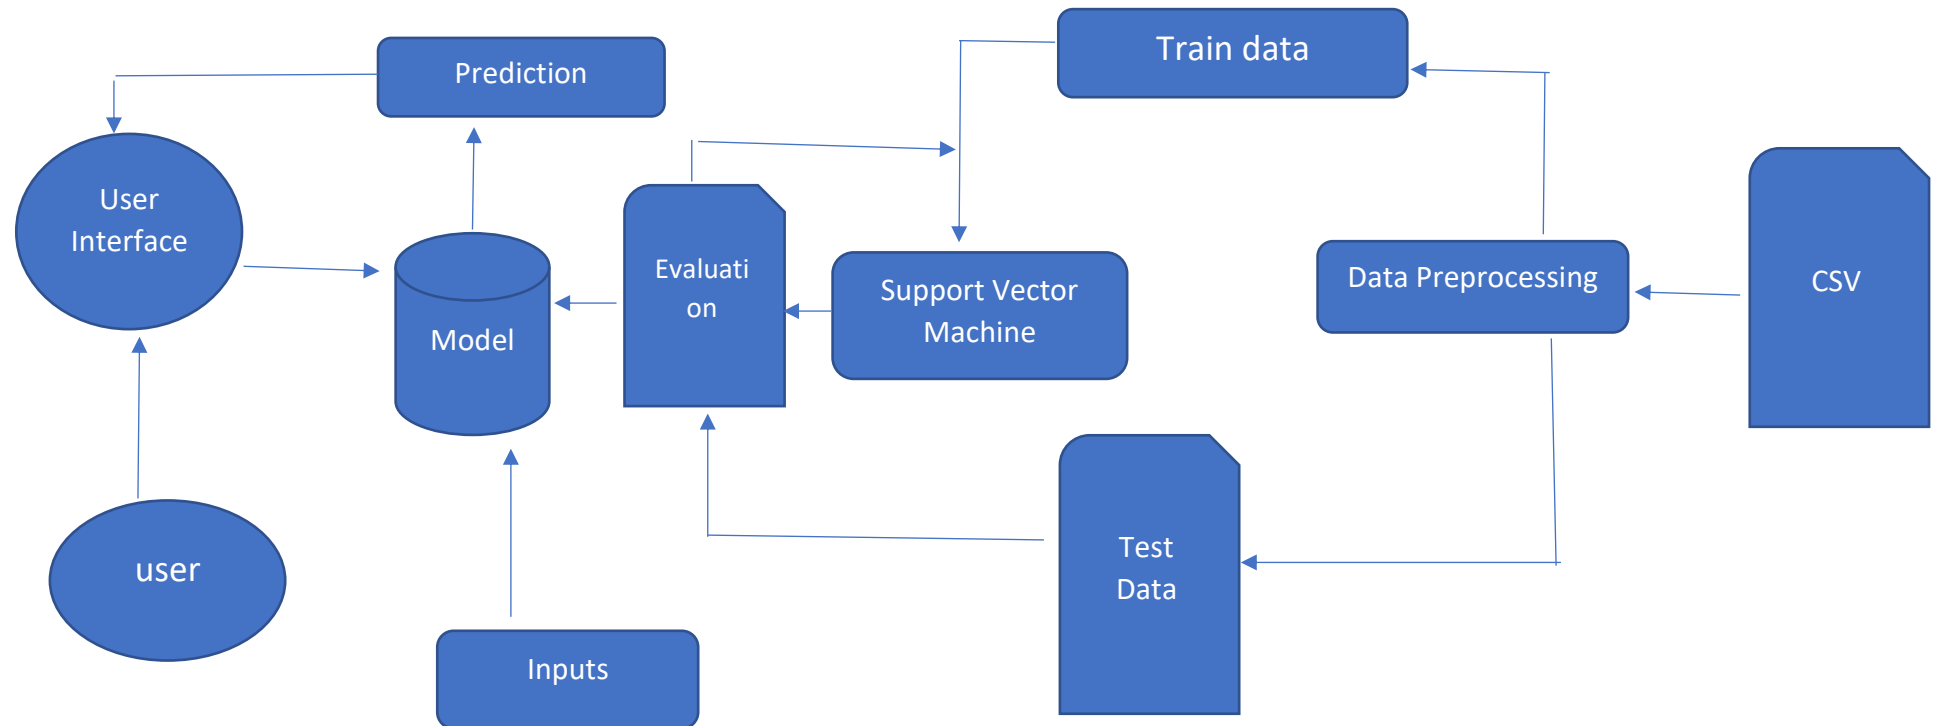 Train data
Prediction
User
Interface
Evaluati
on
Support Vector
Machine
Data Preprocessing
CSV
Model
Test
Data
user
Inputs